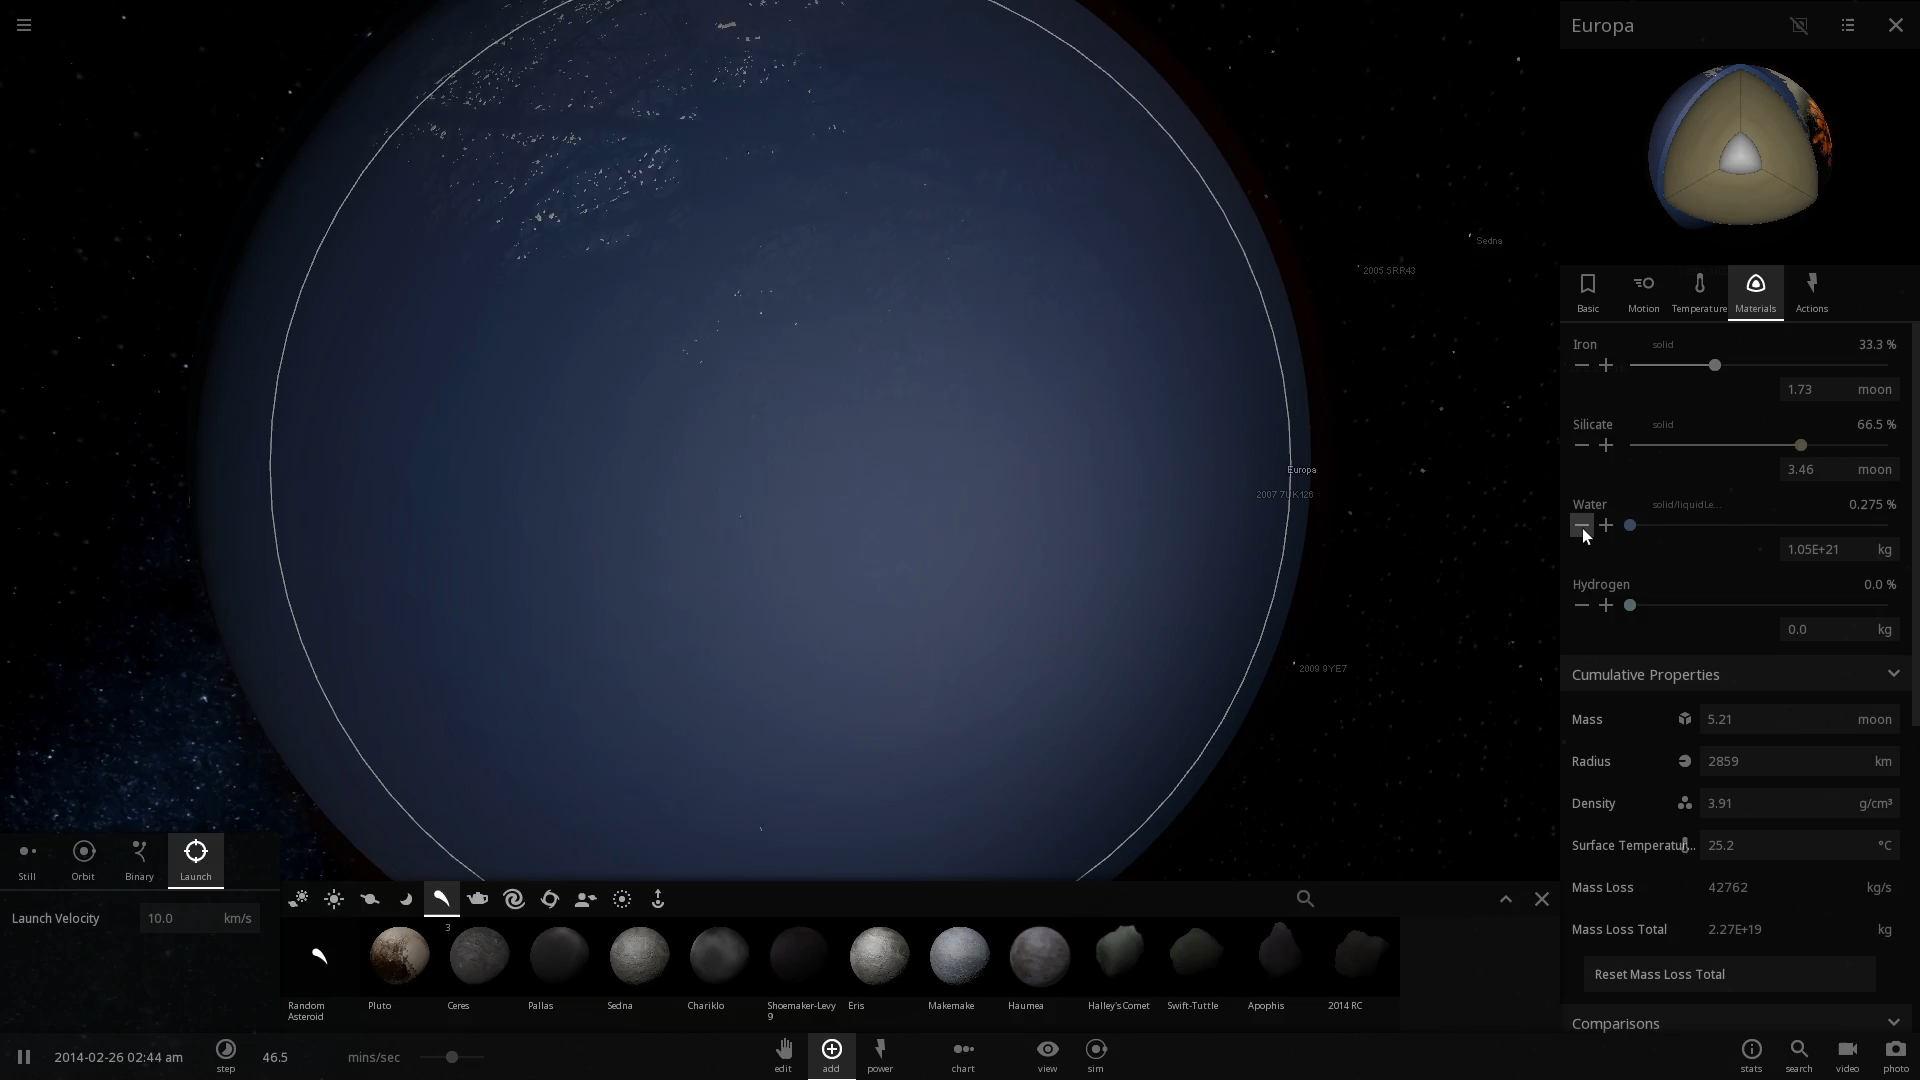 Europa
Sedna
2005 SRR43
Basic
Motion
Temperature
Materials
Actions
Iron
solid
33.3 %
1.73 moon
Silicate
solid
66.5 %
3.46 moon
Europa
2007 7UK126
Water
solid/liquidLe...
0.275 %
1.05E+21 kg
Hydrogen
0.0 %
0.0 kg
2009 9YE7
Cumulative Properties
Mass 5.21 moon
Radius 2859 km
Density 3.91 g/cm³
Surface Temperatur... 25.2 °C
Mass Loss 42762 kg/s
Mass Loss Total 2.27E+19 kg
Reset Mass Loss Total
Comparisons
Still
Orbit
Binary
Launch
Launch Velocity 10.0 km/s
3
Random
Asteroid
Pluto
Ceres
Pallas
Sedna
Chariklo
Shoemaker-Levy
9
Eris
Makemake
Haumea
Halley's Comet
Swift-Tuttle
Apophis
2014 RC
2014-02-26 02:44 am
step
46.5 mins/sec
edit
add
power
chart
view
sim
stats
search
video
photo